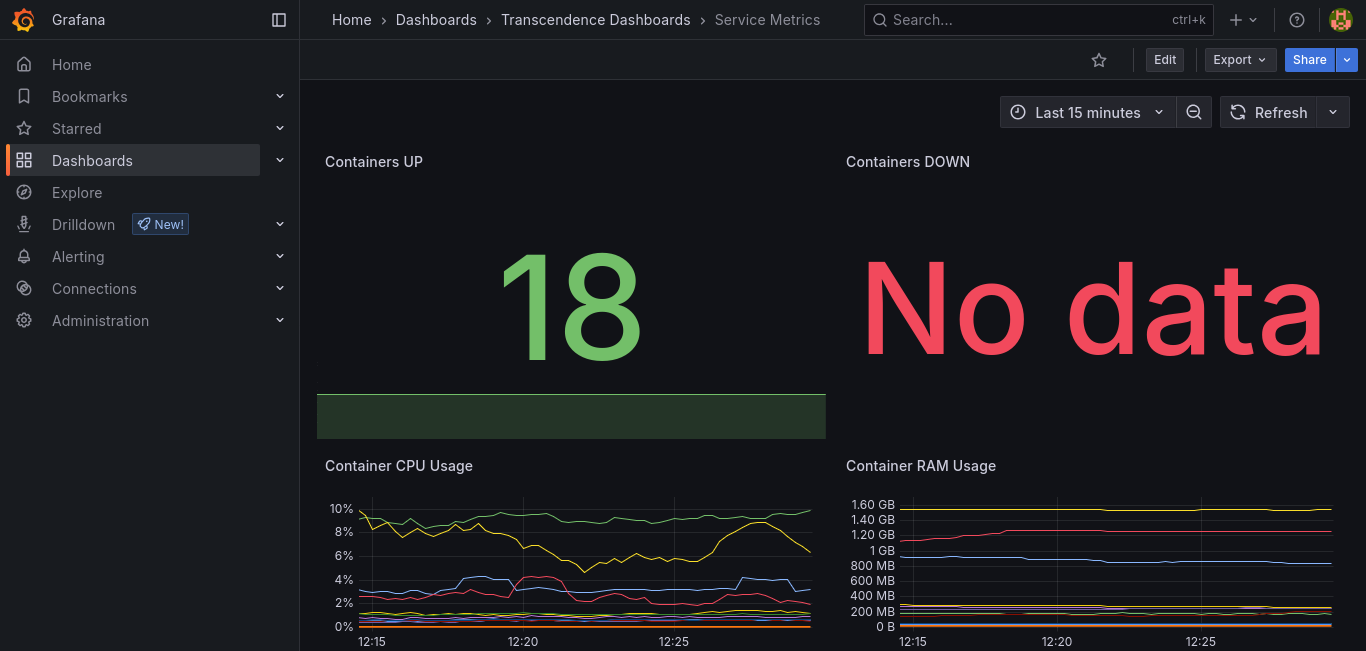 Grafana
Home
Dashboards
Transcendence Dashboards
Service Metrics
Search...
ctrl+k
Home
Bookmarks
Starred
Dashboards
Explore
Drilldown
New!
Alerting
Connections
Administration
Edit
Export
Share
Last 15 minutes
Refresh
Containers UP
18
Containers DOWN
No data
Container CPU Usage
10%
8%
6%
4%
2%
0%
12:15
12:20
12:25
Container RAM Usage
1.60 GB
1.40 GB
1.20 GB
1 GB
800 MB
600 MB
400 MB
200 MB
0 B
12:15
12:20
12:25